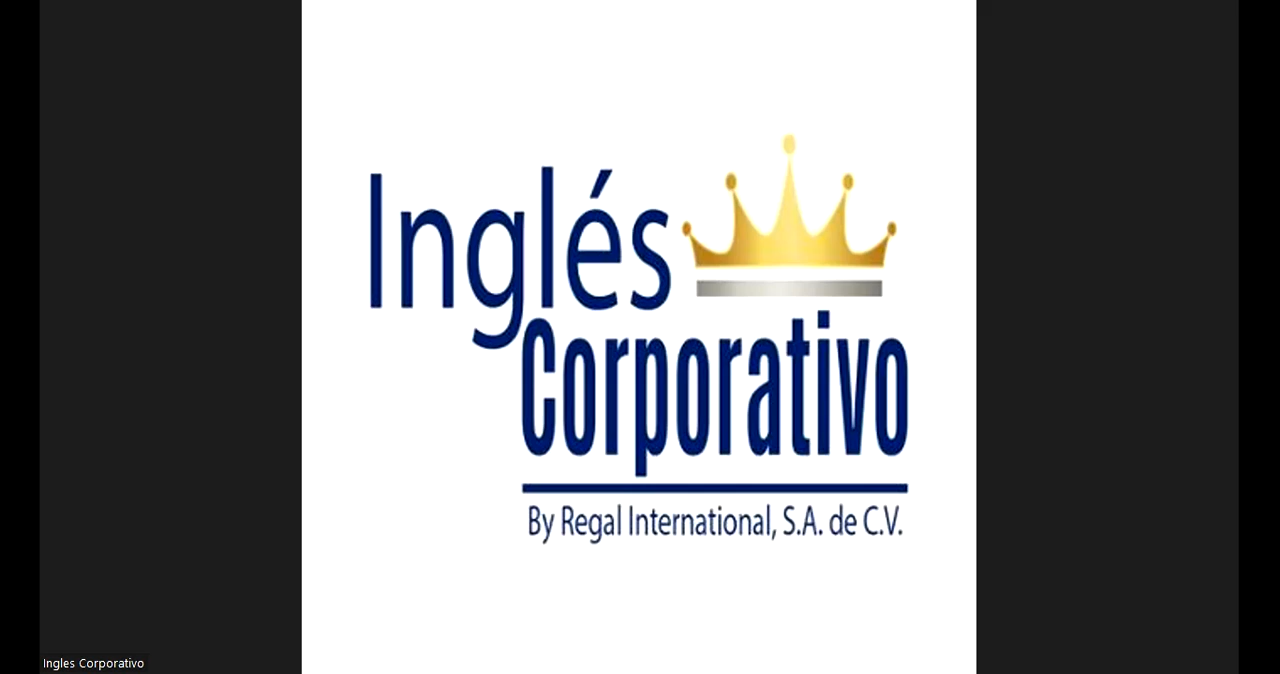 Inglés
Corporativo
By Regal International, S.A. de C.V.
Ingles Corporativo